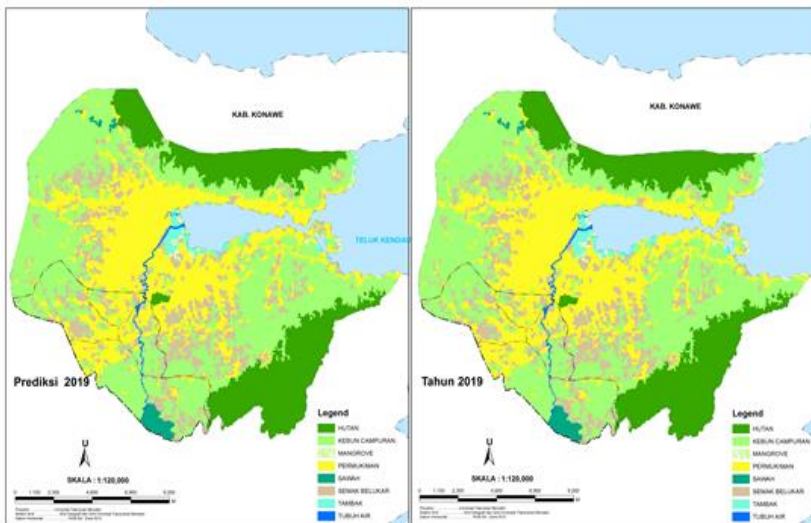 KAB. KONAWE
TELUK KENDARI
Prediksi 2019
U
SKALA : 1:120,000
Legend
HUTAN
KEBUN CAMPURAN
MANGROVE
PERMUKIMAN
SAWAH
SEMAK BELUKAR
TAMBAK
TUBUH AIR
KAB. KONAWE
Tahun 2019
U
SKALA : 1:120,000
Legend
HUTAN
KEBUN CAMPURAN
MANGROVE
PERMUKIMAN
SAWAH
SEMAK BELUKAR
TAMBAK
TUBUH AIR